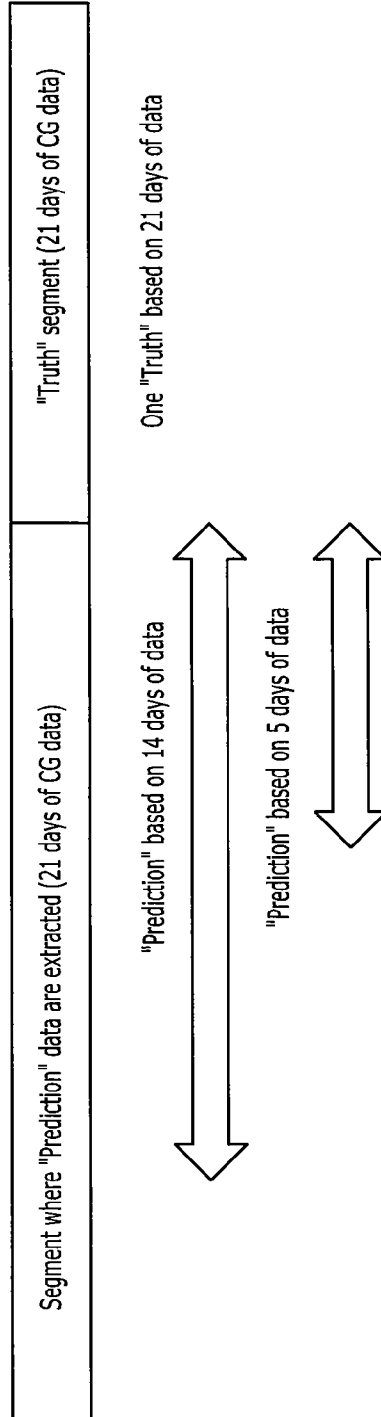 Segment where "Prediction" data are extracted (21 days of CG data)
"Truth" segment (21 days of CG data)
"Prediction" based on 14 days of data
One "Truth" based on 21 days of data
"Prediction" based on 5 days of data